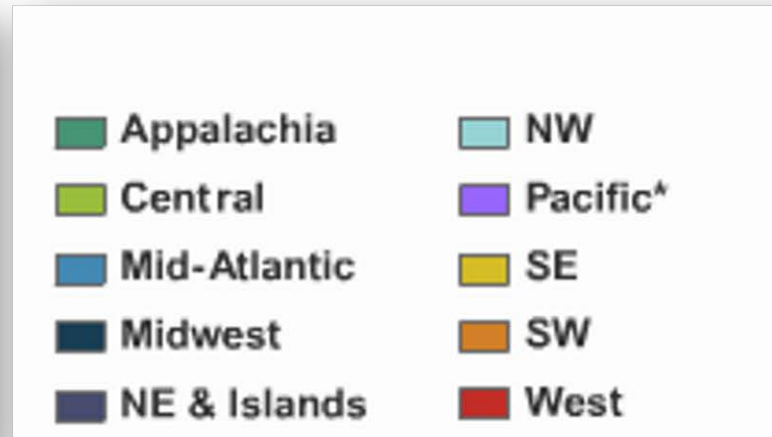 Appalachia
Central
Mid-Atlantic
Midwest
NE & Islands
NW
Pacific*
SE
SW
West